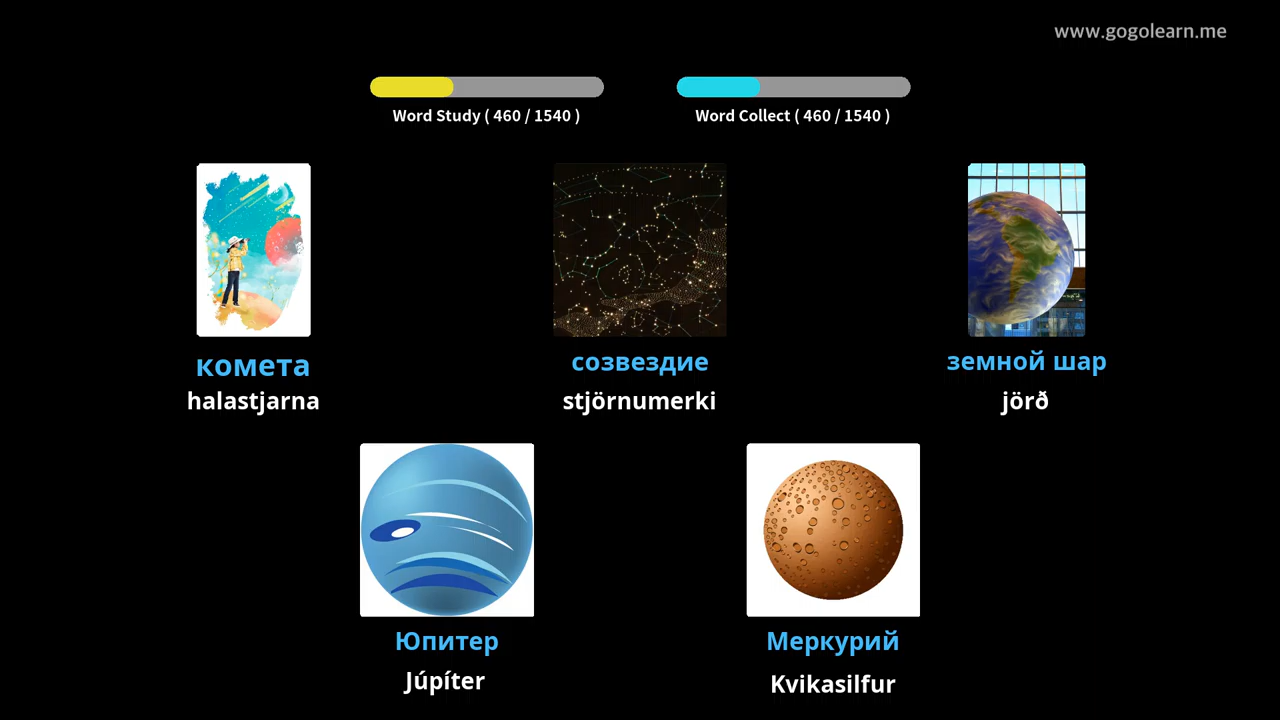 www.gogolearn.me
Word Study ( 460 / 1540 )
Word Collect ( 460 / 1540 )
комета
созвездие
земной шар
halastjarna
stjörnumerki
jörð
Юпитер
Меркурий
Júpíter
Kvikasilfur